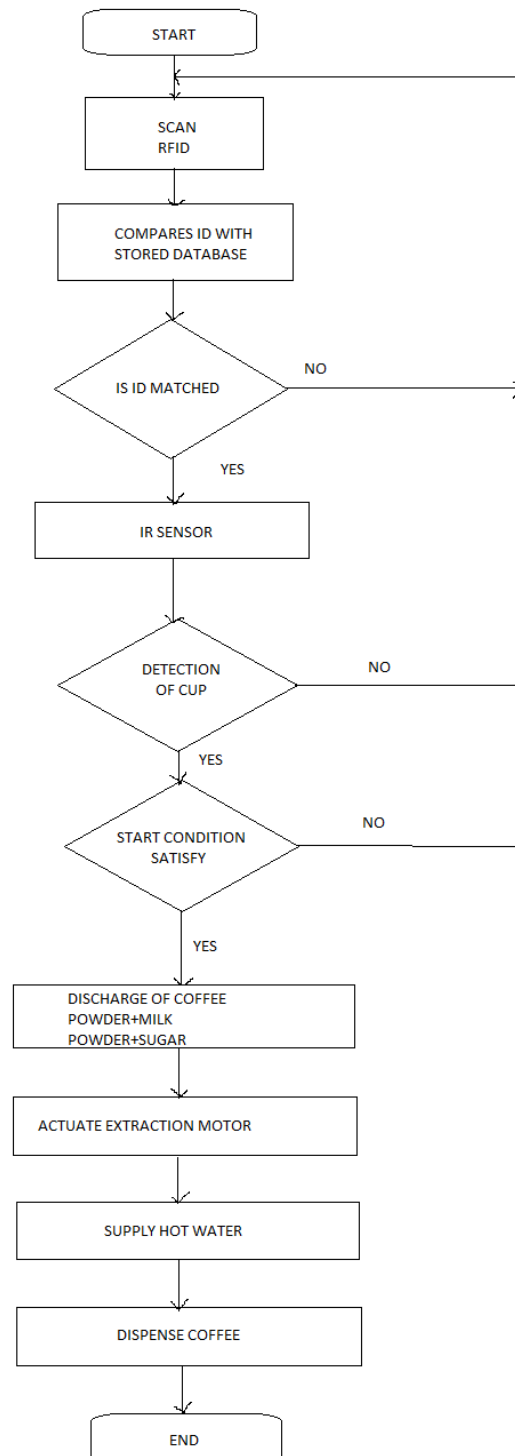 START
SCAN
RFID
COMPARES ID WITH
STORED DATABASE
IS ID MATCHED
NO
YES
IR SENSOR
DETECTION
OF CUP
NO
YES
START CONDITION
SATISFY
NO
YES
DISCHARGE OF COFFEE
POWDER+MILK
POWDER+SUGAR
ACTUATE EXTRACTION MOTOR
SUPPLY HOT WATER
DISPENSE COFFEE
END